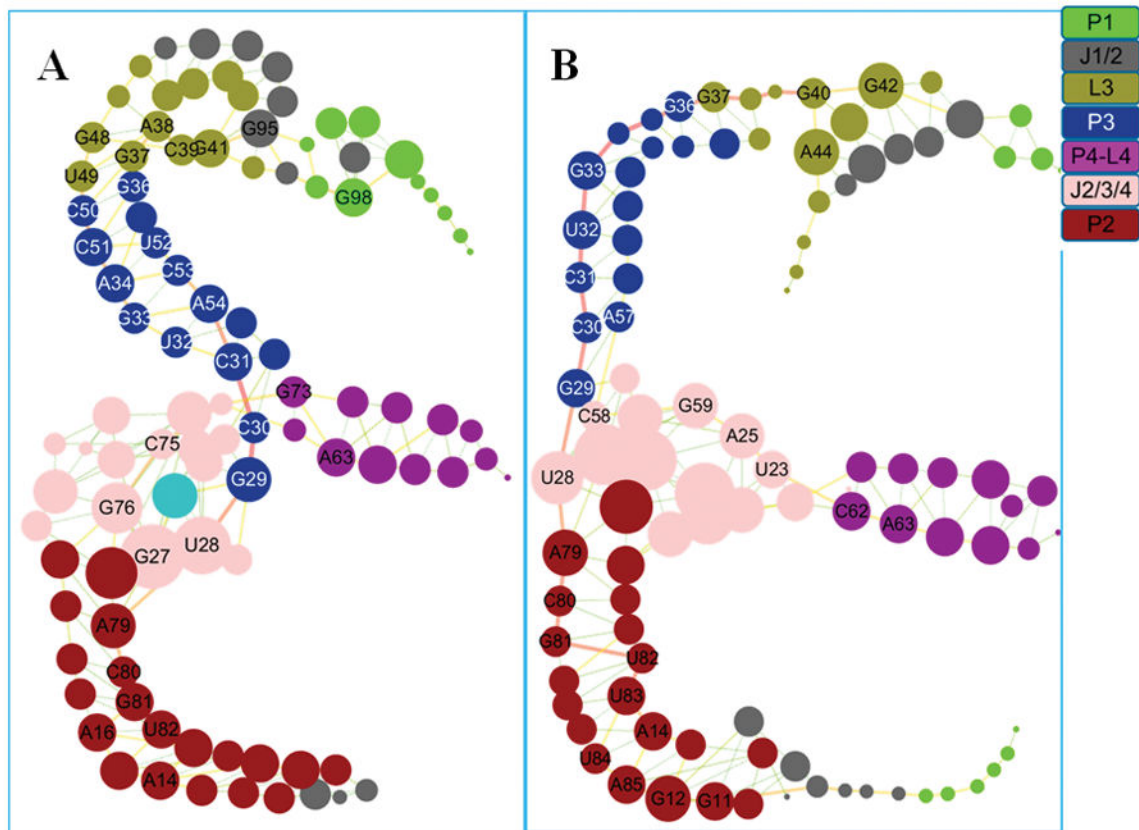 A
G48
A38
C39
G41
G95
G37
U49
G36
G98
C50
C51
U52
A34
C53
G33
A54
U32
C31
G73
C30
C75
A63
G29
G76
G27
U28
A79
C80
G81
A16
U82
A14
B
G36
G37
G40
G42
A44
G33
U32
C31
C30
A57
G29
C58
G59
A25
U28
U23
C62
A63
A79
C80
G81
U82
U83
A14
U84
A85
G12
G11
P1
J1/2
L3
P3
P4-L4
J2/3/4
P2